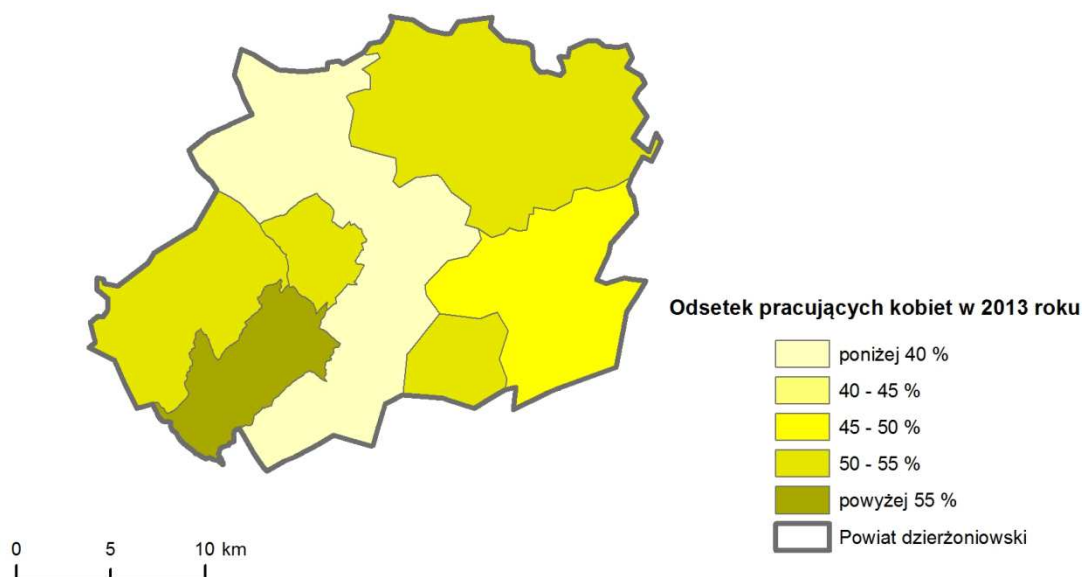 Odsetek pracujących kobiet w 2013 roku
poniżej 40 %
40 - 45 %
45 - 50 %
50 - 55 %
powyżej 55 %
Powiat dzierżoniowski
0 5 10 km